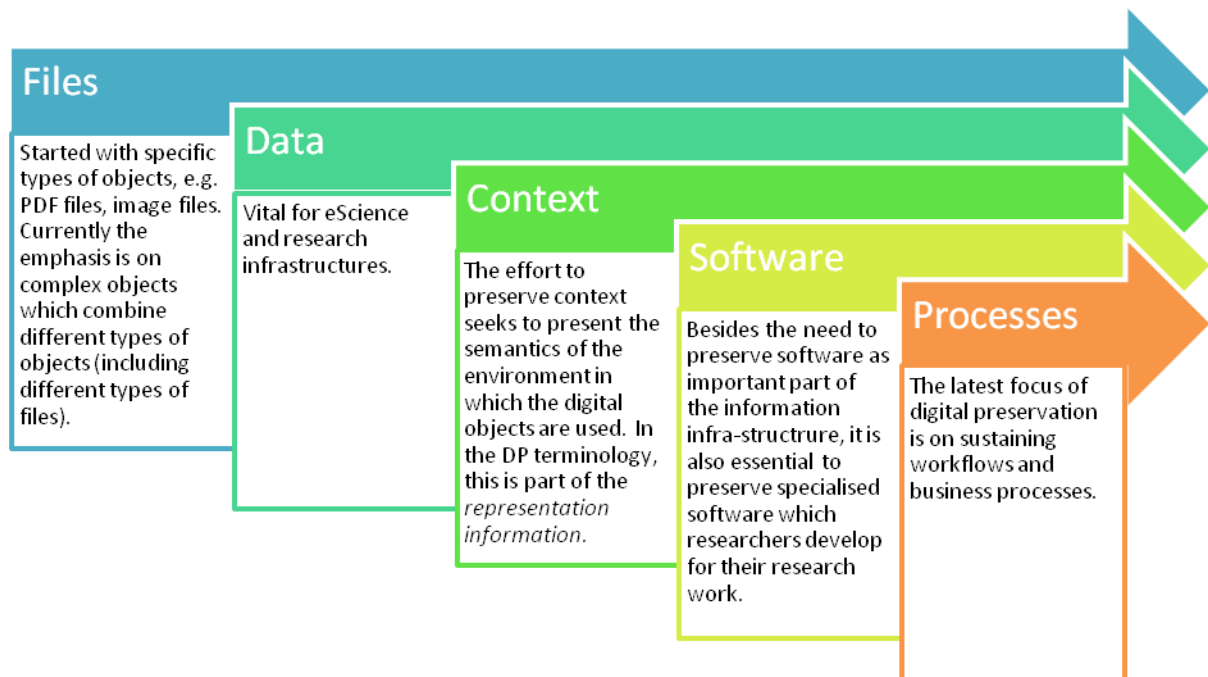 Files
Started with specific
types of objects, e.g.
PDF files, image files.
Currently the
emphasis is on
complex objects
which combine
different types of
objects (including
different types of
files).
Data
Vital for eScience
and research
infrastructures.
Context
The effort to
preserve context
seeks to present the
semantics of the
environment in
which the digital
objects are used. In
the DP terminology,
this is part of the
representation
information.
Software
Besides the need to
preserve software as
important part of
the information
infra-structrure, it is
also essential to
preserve specialised
software which
researchers develop
for their research
work.
Processes
The latest focus of
digital preservation
is on sustaining
workflows and
business processes.